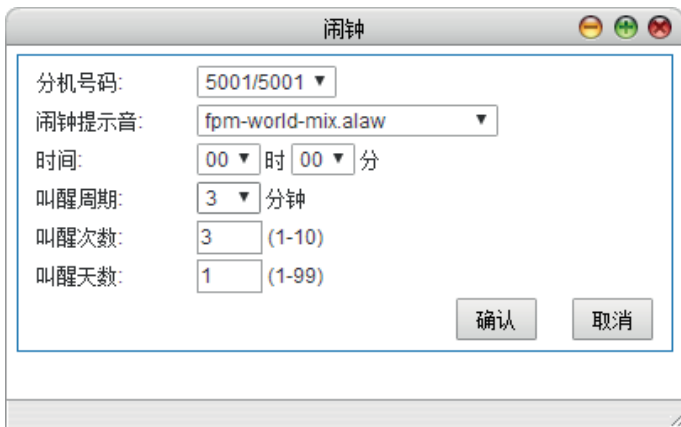 闹钟
分机号码: 5001/5001
闹钟提示音: fpm-world-mix.alaw
时间: 00 时 00 分
叫醒周期: 3 分钟
叫醒次数: 3 (1-10)
叫醒天数: 1 (1-99)
确认 取消